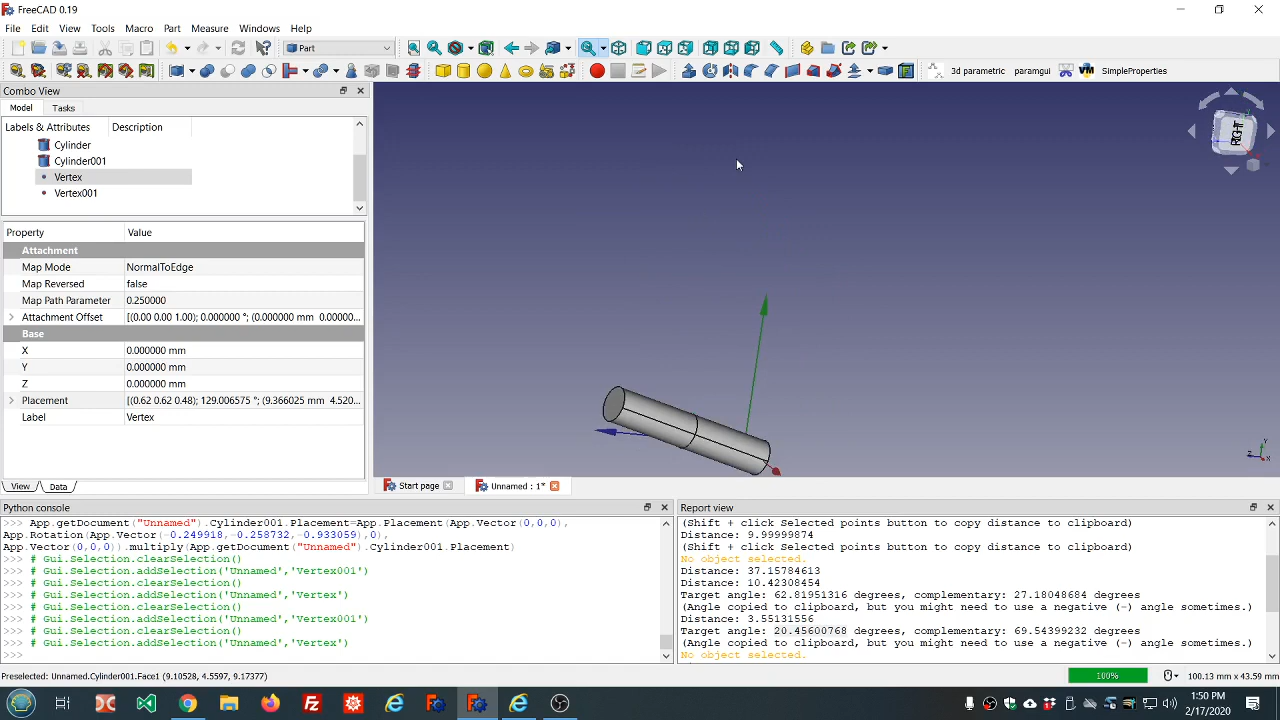 FreeCAD 0.19
File Edit View Tools Macro Part Measure Windows Help
Part
3d parametric paramgui VM SimpleProperties
Combo View
Model Tasks
Labels & Attributes Description
Cylinder
Cylinder001
Vertex
Vertex001
Property Value
Attachment
Map Mode NormalToEdge
Map Reversed false
Map Path Parameter 0.250000
Attachment Offset [(0.00 0.00 1.00); 0.000000 °; (0.000000 mm 0.00000...
Base
X 0.000000 mm
Y 0.000000 mm
Z 0.000000 mm
Placement [(0.62 0.62 0.48); 129.006575 °; (9.366025 mm 4.520...
Label Vertex
View Data
RIGHT
Y
Z X
Start page Unnamed : 1*
Python console
>>> App.getDocument("Unnamed").Cylinder001.Placement=App.Placement(App.Vector(0,0,0),
App.Rotation(App.Vector(-0.249918,-0.258732,-0.933059),0),
App.Vector(0,0,0)).multiply(App.getDocument("Unnamed").Cylinder001.Placement)
>>> # Gui.Selection.clearSelection()
>>> # Gui.Selection.addSelection('Unnamed','Vertex001')
>>> # Gui.Selection.clearSelection()
>>> # Gui.Selection.addSelection('Unnamed','Vertex')
>>> # Gui.Selection.clearSelection()
>>> # Gui.Selection.addSelection('Unnamed','Vertex001')
>>> # Gui.Selection.clearSelection()
>>> # Gui.Selection.addSelection('Unnamed','Vertex')
>>>
Report view
(Shift + click Selected points button to copy distance to clipboard)
Distance: 9.99999874
(Shift + click Selected points button to copy distance to clipboard)
No object selected.
Distance: 37.15784613
Distance: 10.42308454
Target angle: 62.81951316 degrees, complementary: 27.18048684 degrees
(Angle copied to clipboard, but you might need to use a negative (-) angle sometimes.)
Distance: 3.55131556
Target angle: 20.45600768 degrees, complementary: 69.54399232 degrees
(Angle copied to clipboard, but you might need to use a negative (-) angle sometimes.)
No object selected.
Preselected: Unnamed.Cylinder001.Face1 (9.10528, 4.5597, 9.17377)
100%
100.13 mm x 43.59 mm
1:50 PM
2/17/2020